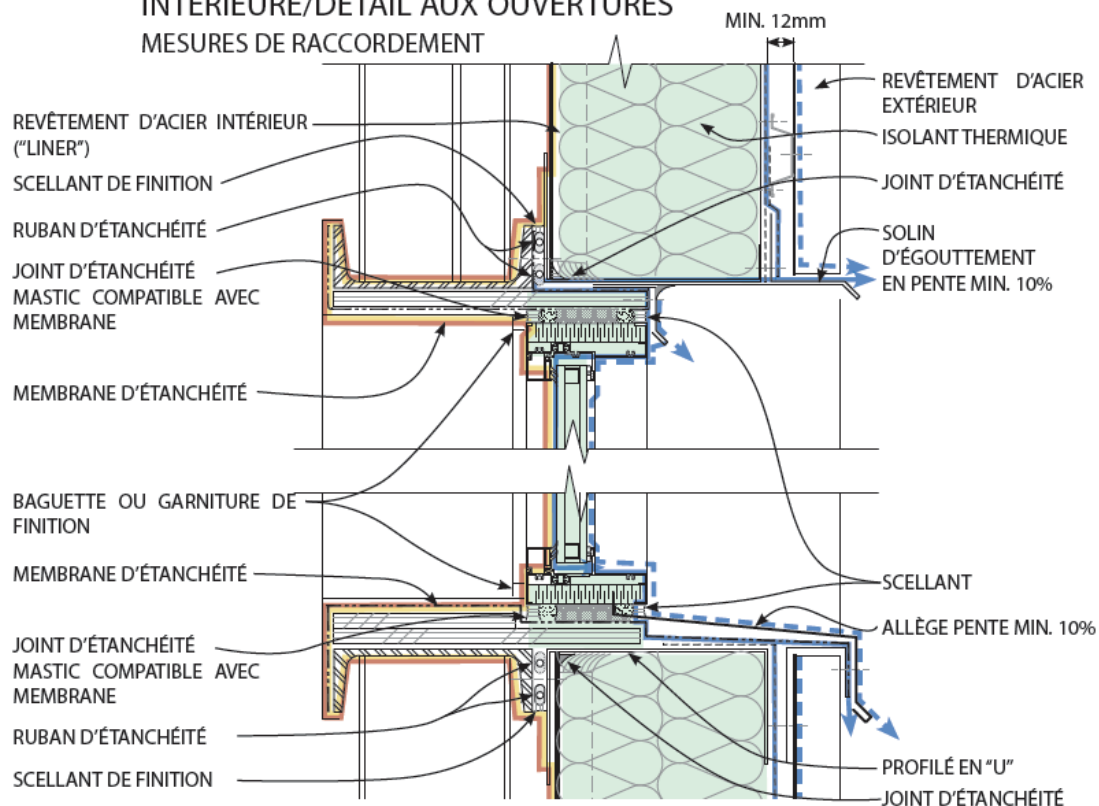 INTÉRIEURE/DÉTAIL AUX OUVERTURES
MESURES DE RACCORDEMENT
MIN. 12mm
REVÊTEMENT D'ACIER INTÉRIEUR
("LINER")
SCELLANT DE FINITION
RUBAN D'ÉTANCHÉITÉ
JOINT D'ÉTANCHÉITÉ
MASTIC COMPATIBLE AVEC
MEMBRANE
MEMBRANE D'ÉTANCHÉITÉ
BAGUETTE OU GARNITURE DE
FINITION
MEMBRANE D'ÉTANCHÉITÉ
JOINT D'ÉTANCHÉITÉ
MASTIC COMPATIBLE AVEC
MEMBRANE
RUBAN D'ÉTANCHÉITÉ
SCELLANT DE FINITION
REVÊTEMENT D'ACIER
EXTÉRIEUR
ISOLANT THERMIQUE
JOINT D'ÉTANCHÉITÉ
SOLIN
D'ÉGOUTTEMENT
EN PENTE MIN. 10%
SCELLANT
ALLÈGE PENTE MIN. 10%
PROFILÉ EN "U"
JOINT D'ÉTANCHÉITÉ